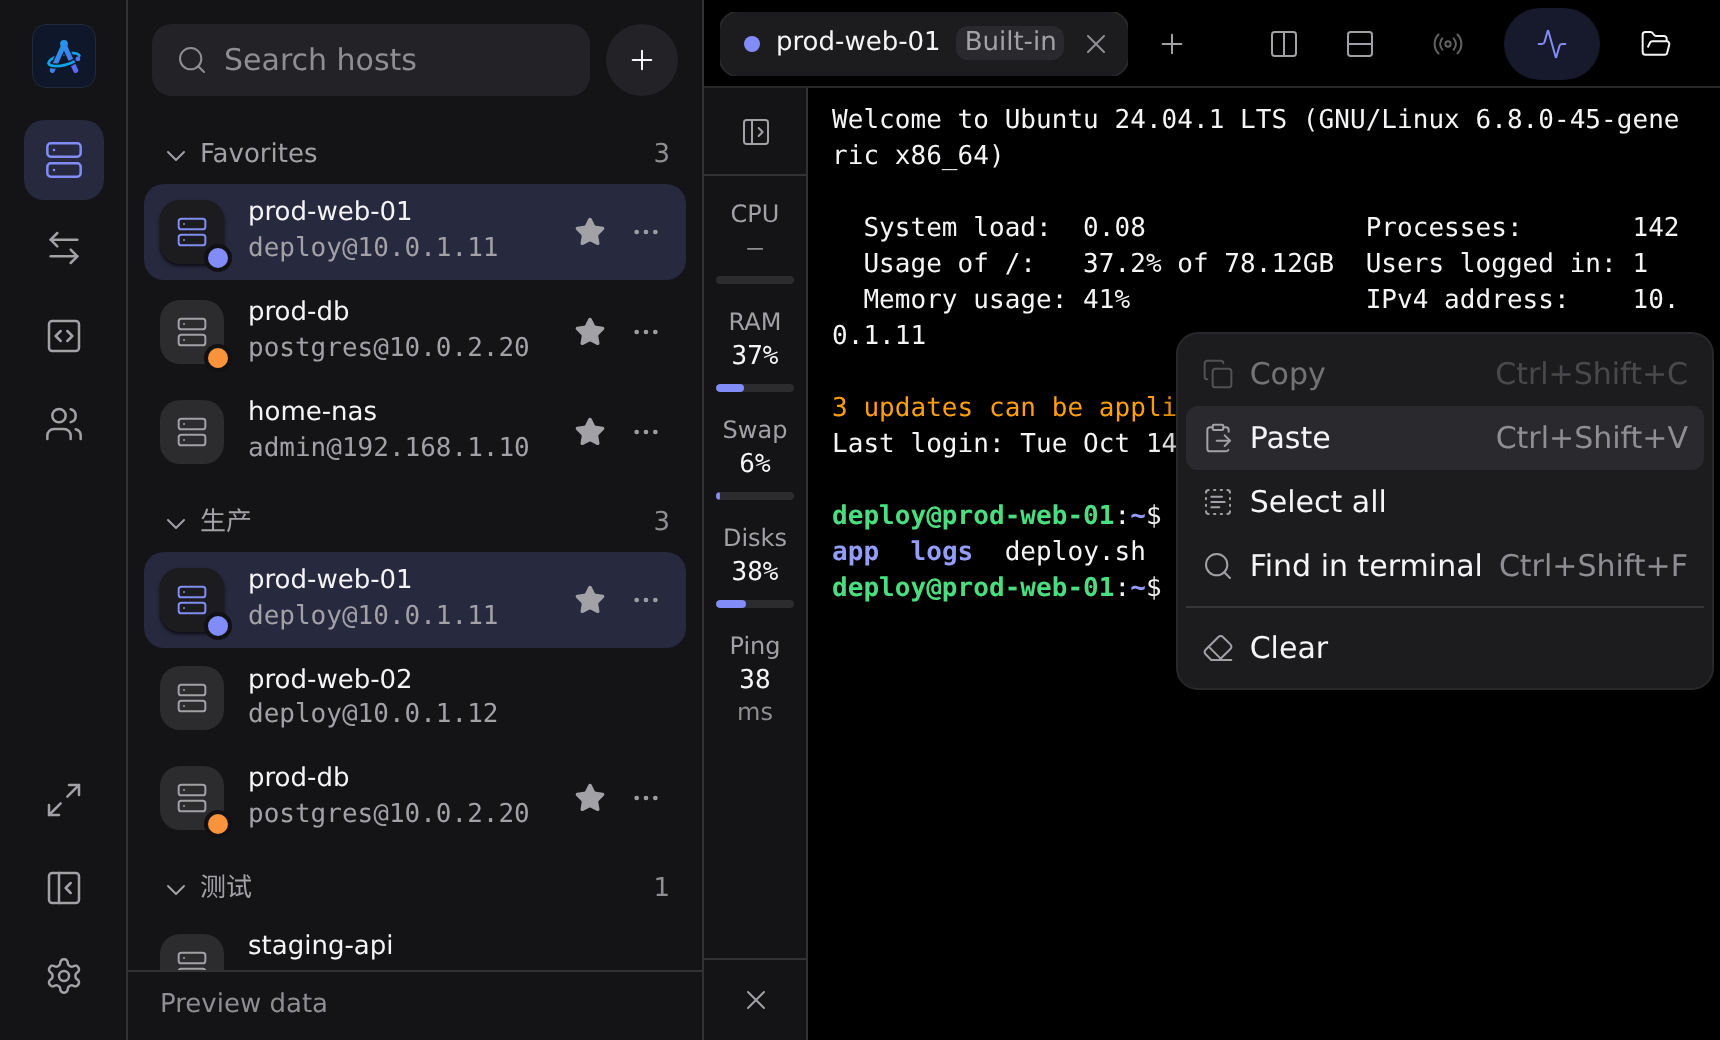 Search hosts
Favorites 3
prod-web-01
deploy@10.0.1.11
prod-db
postgres@10.0.2.20
home-nas
admin@192.168.1.10
生产 3
prod-web-01
deploy@10.0.1.11
prod-web-02
deploy@10.0.1.12
prod-db
postgres@10.0.2.20
测试 1
staging-api
Preview data
prod-web-01 Built-in
CPU
—
RAM
37%
Swap
6%
Disks
38%
Ping
38
ms
Welcome to Ubuntu 24.04.1 LTS (GNU/Linux 6.8.0-45-gene
ric x86_64)
System load: 0.08 Processes: 142
Usage of /: 37.2% of 78.12GB Users logged in: 1
Memory usage: 41% IPv4 address: 10.
0.1.11
3 updates can be appli
Last login: Tue Oct 14
deploy@prod-web-01:~$
app logs deploy.sh
deploy@prod-web-01:~$
Copy Ctrl+Shift+C
Paste Ctrl+Shift+V
Select all
Find in terminal Ctrl+Shift+F
Clear